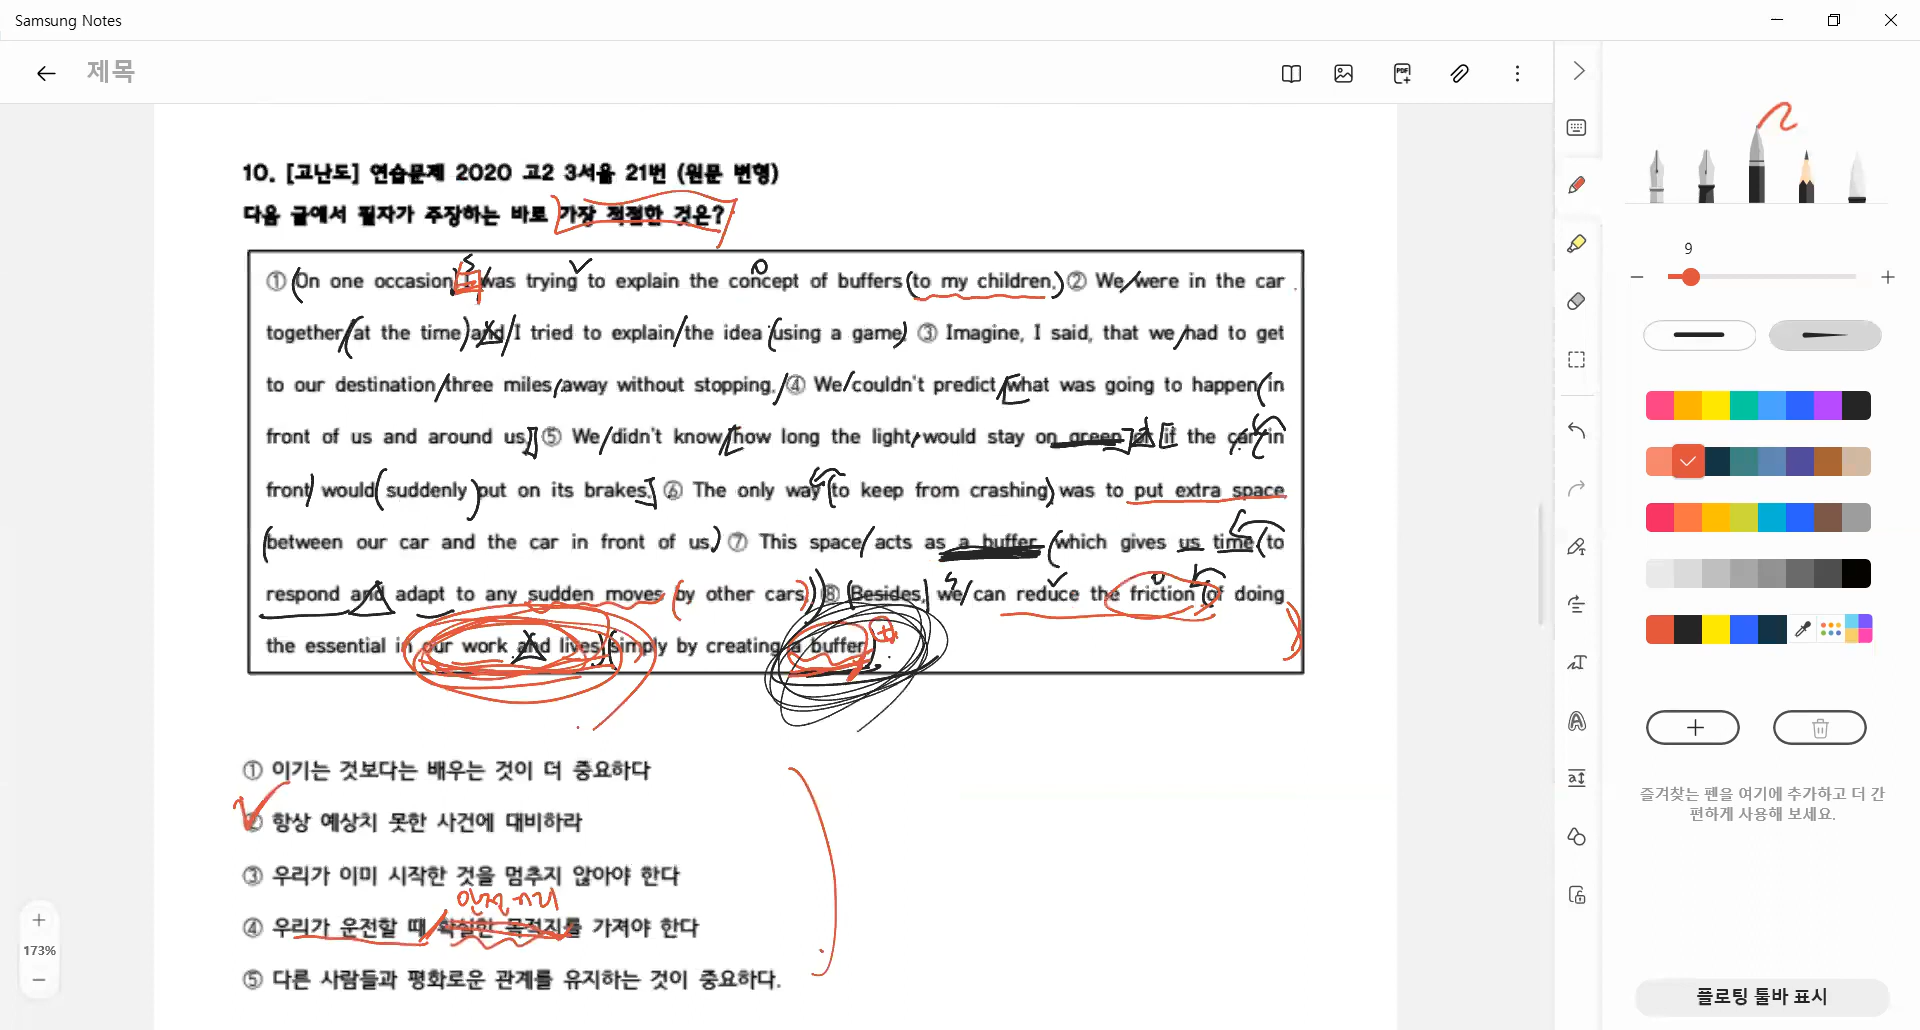 Samsung Notes
제목
10. [고난도] 연습문제 2020 고2 3서울 21번 (원문 변형)
다음 글에서 필자가 주장하는 바로 가장 적절한 것은?
① On one occasion, I was trying to explain the concept of buffers to my children. ② We were in the car
together at the time and I tried to explain the idea using a game. ③ Imagine, I said, that we had to get
to our destination three miles away without stopping. ④ We couldn't predict what was going to happen in
front of us and around us. ⑤ We didn't know how long the light would stay on green or if the car in
front would suddenly put on its brakes. ⑥ The only way to keep from crashing was to put extra space
between our car and the car in front of us. ⑦ This space acts as a buffer which gives us time to
respond and adapt to any sudden moves by other cars. ⑧ Besides, we can reduce the friction of doing
the essential in our work and lives simply by creating a buffer.
① 이기는 것보다는 배우는 것이 더 중요하다
② 항상 예상치 못한 사건에 대비하라
③ 우리가 이미 시작한 것을 멈추지 않아야 한다
안전거리
④ 우리가 운전할 때 확실한 목적지를 가져야 한다
⑤ 다른 사람들과 평화로운 관계를 유지하는 것이 중요하다.
173%
9
즐겨찾는 펜을 여기에 추가하고 더 간
편하게 사용해 보세요.
플로팅 툴바 표시